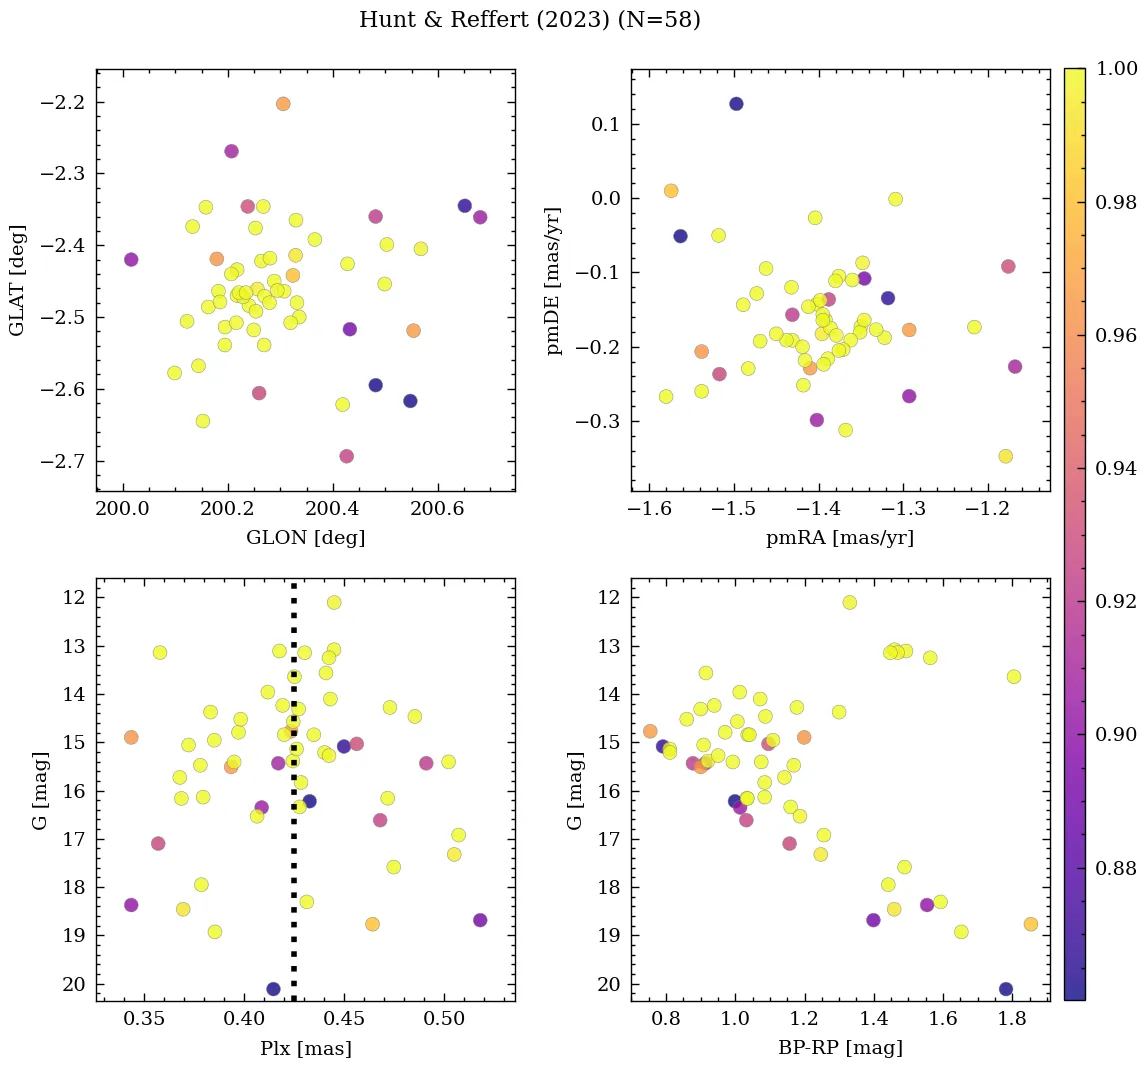 Hunt & Reffert (2023) (N=58)
−2.2
−2.3
−2.4
−2.5
−2.6
−2.7
GLAT [deg]
200.0 200.2 200.4 200.6
GLON [deg]
0.1
0.0
−0.1
−0.2
−0.3
pmDE [mas/yr]
−1.6 −1.5 −1.4 −1.3 −1.2
pmRA [mas/yr]
1.00
0.98
0.96
0.94
0.92
0.90
0.88
12
13
14
15
16
17
18
19
20
G [mag]
0.35 0.40 0.45 0.50
Plx [mas]
12
13
14
15
16
17
18
19
20
G [mag]
0.8 1.0 1.2 1.4 1.6 1.8
BP-RP [mag]